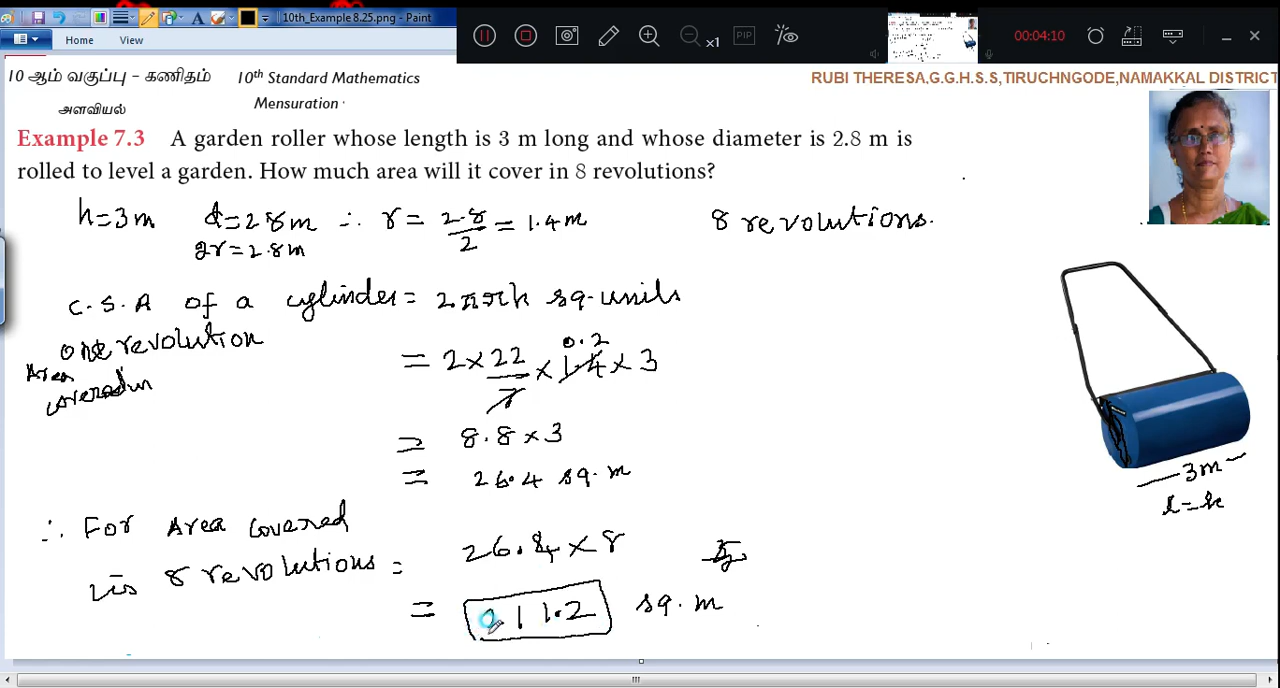 10th_Example 8.25.png - Paint
Home View
x1 PIP 00:04:10
10 ஆம் வகுப்பு – கணிதம் 10th Standard Mathematics
அளவியல் Mensuration
RUBI THERESA,G.G.H.S.S,TIRUCHNGODE,NAMAKKAL DISTRICT
Example 7.3 A garden roller whose length is 3 m long and whose diameter is 2.8 m is
rolled to level a garden. How much area will it cover in 8 revolutions?
h=3m d=2.8m ∴ r = 2.8/2 = 1.4m 8 revolutions.
2r=2.8m
C.S.A of a cylinder = 2πrh sq.units
one revolution
Area
covered in
= 2 × 22/7 × 1.4 × 3
0.2
= 8.8 × 3
= 26.4 sq.m
3m
l=h
∴ For Area covered
in 8 revolutions = 26.4 × 8
= 211.2 sq.m